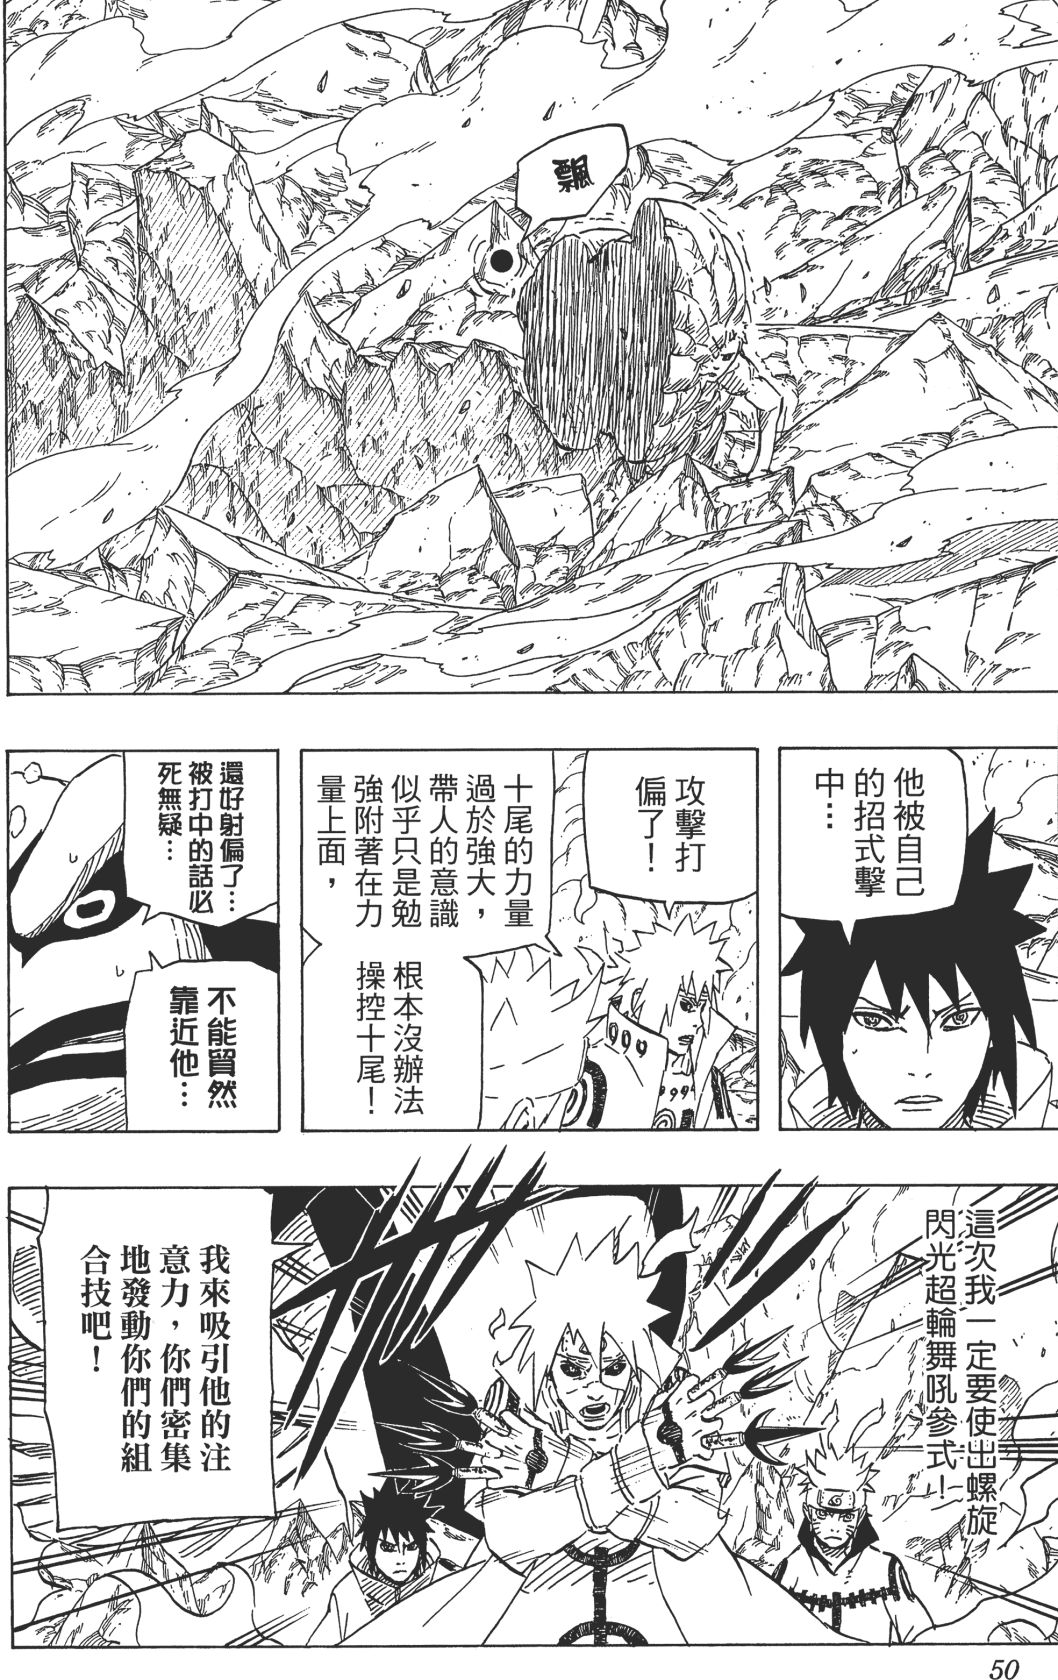 飄
他被自己
的招式擊
中…
攻擊打
偏了！
十尾的力量
過於強大，
帶人的意識
似乎只是勉
強附著在力
量上面，
根本沒辦法
操控十尾！
還好射偏了…
被打中的話必
死無疑…
不能貿然
靠近他…
這次我一定要使出螺旋
閃光超輪舞吼參式！
我來吸引他的注
意力，你們密集
地發動你們的組
合技吧！
50